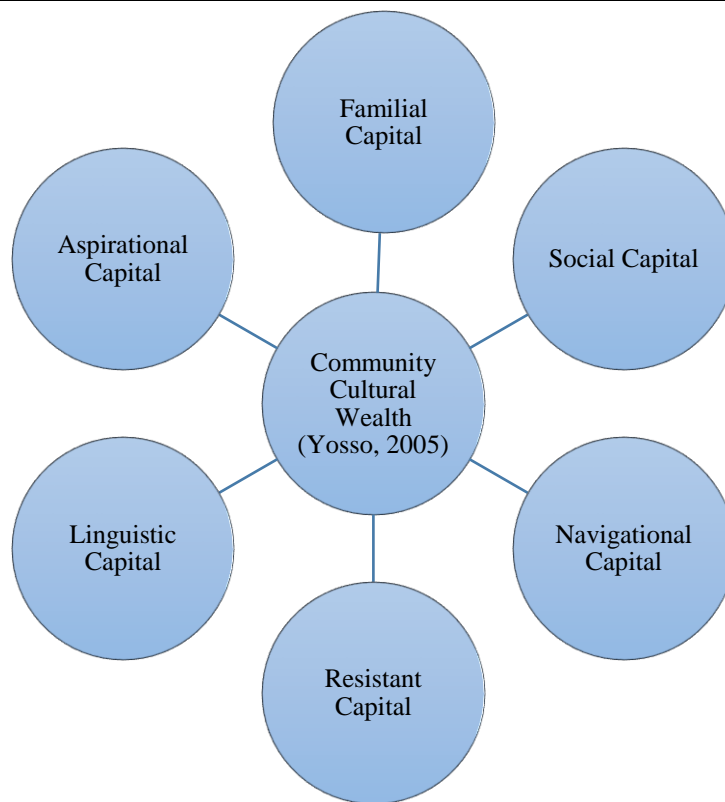 Familial
Capital
Aspirational
Capital
Social Capital
Community
Cultural
Wealth
(Yosso, 2005)
Linguistic
Capital
Navigational
Capital
Resistant
Capital